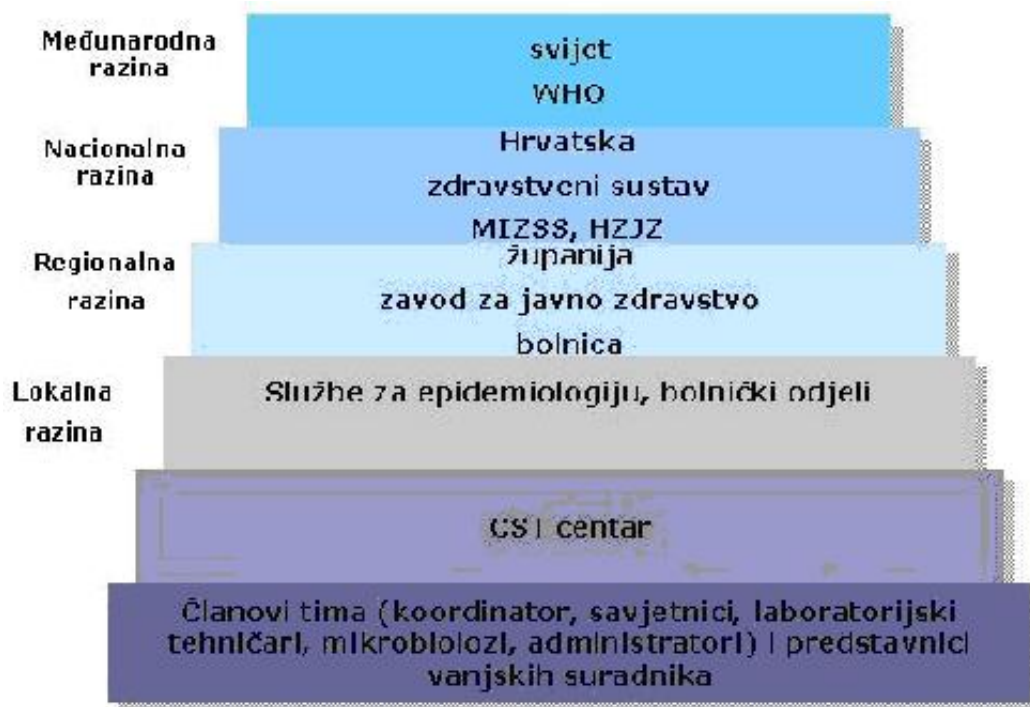 Međunarodna
razina
svijet
WHO
Nacionalna
razina
Hrvatska
zdravstveni sustav
MIZSS, HZJZ
Regionalna
razina
županija
zavod za javno zdravstvo
bolnica
Lokalna
razina
Službe za epidemiologiju, bolnički odjeli
CST centar
Članovi tima (koordinator, savjetnici, laboratorijski
tehničari, mikrobiolozi, administratori) i predstavnici
vanjskih suradnika